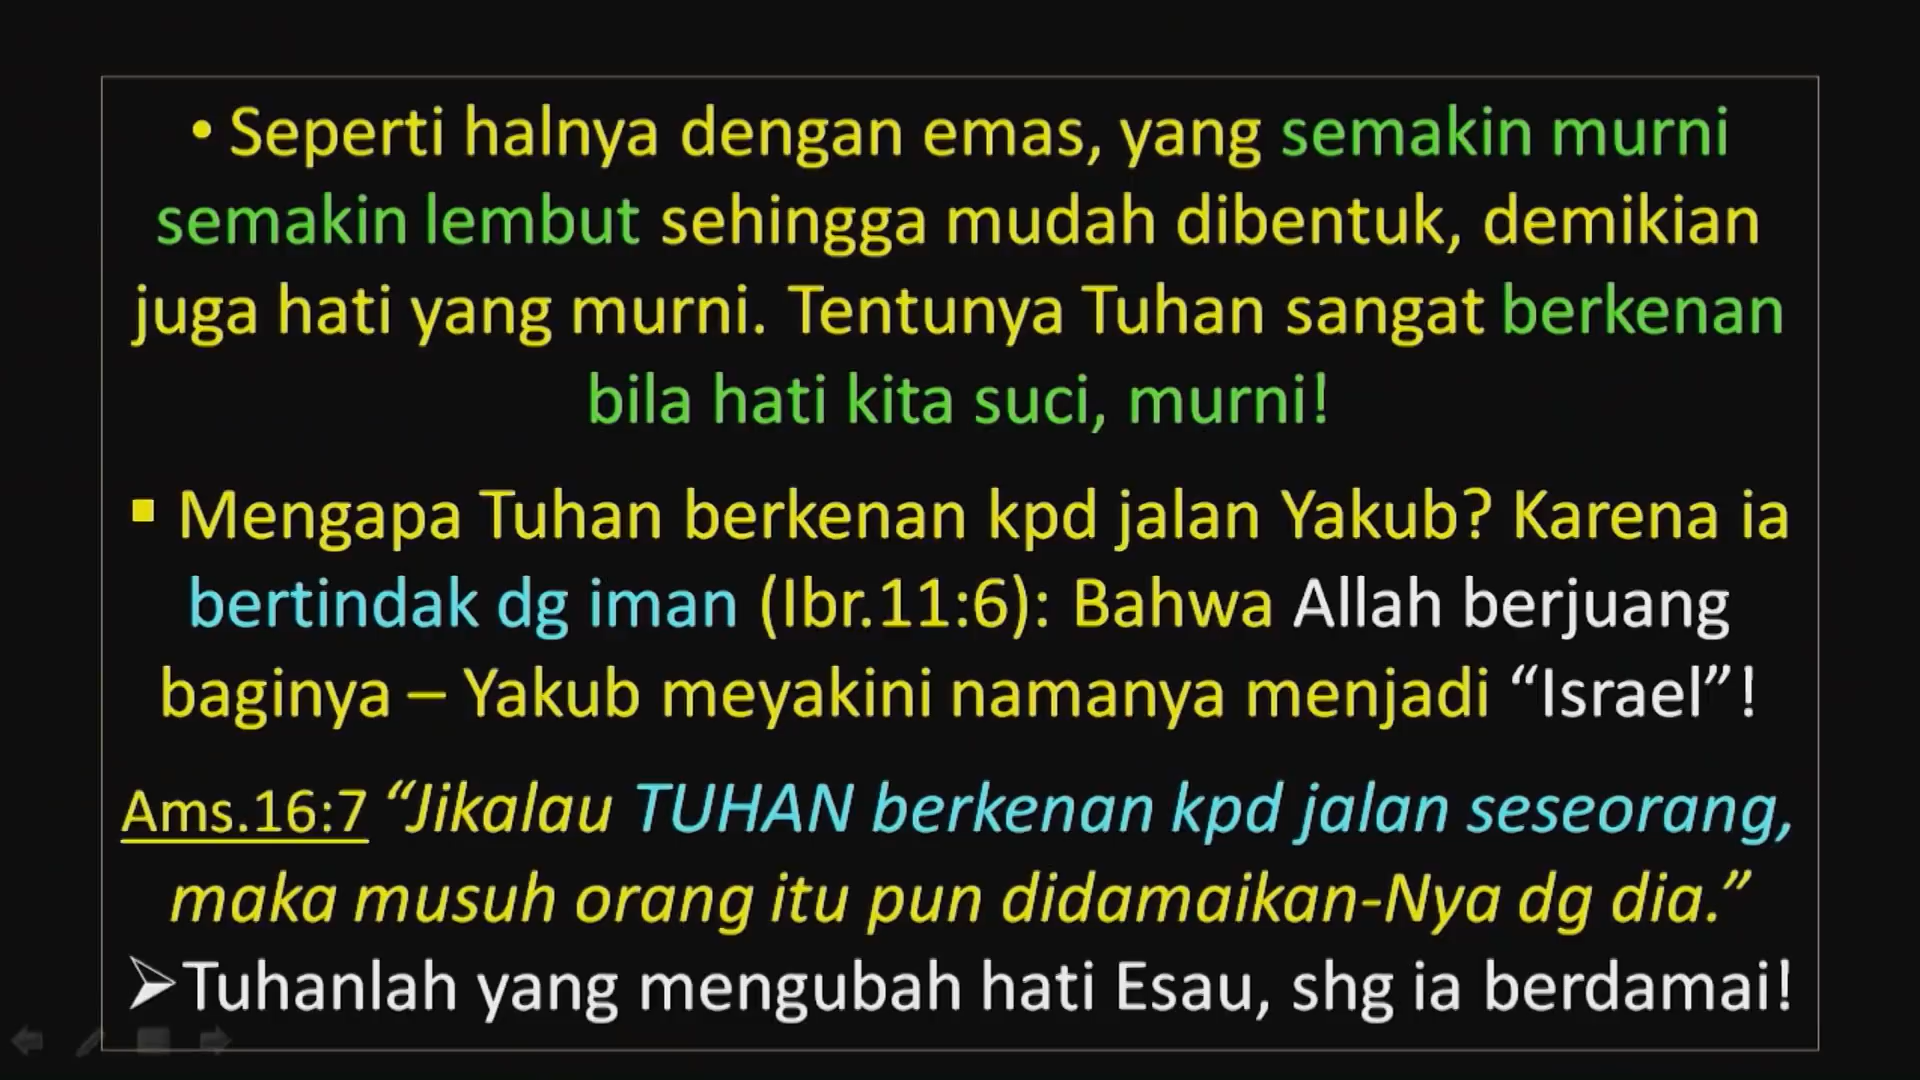 • Seperti halnya dengan emas, yang semakin murni
semakin lembut sehingga mudah dibentuk, demikian
juga hati yang murni. Tentunya Tuhan sangat berkenan
bila hati kita suci, murni!
▪ Mengapa Tuhan berkenan kpd jalan Yakub? Karena ia
bertindak dg iman (Ibr.11:6): Bahwa Allah berjuang
baginya – Yakub meyakini namanya menjadi “Israel”!
Ams.16:7 “Jikalau TUHAN berkenan kpd jalan seseorang,
maka musuh orang itu pun didamaikan-Nya dg dia.”
➢Tuhanlah yang mengubah hati Esau, shg ia berdamai!